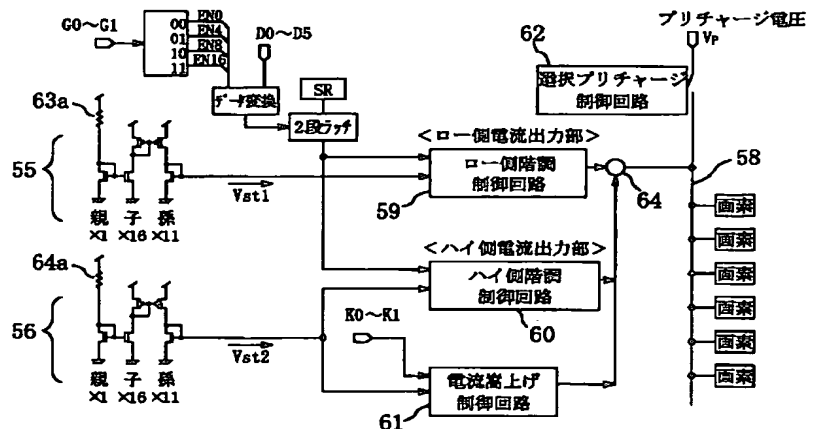 プリチャージ電圧
VP
G0～G1
00
01
10
11
EN0
EN4
EN8
EN16
D0～D5
62
選択プリチャージ
制御回路
データ変換
SR
2段ラッチ
63a
55
親
×1
子
×16
孫
×11
Vst1
<ロー側電流出力部>
ロー側階調
制御回路
59
64
58
画素
画素
画素
画素
画素
画素
64a
56
親
×1
子
×16
孫
×11
Vst2
<ハイ側電流出力部>
ハイ側階調
制御回路
60
K0～K1
電流嵩上げ
制御回路
61